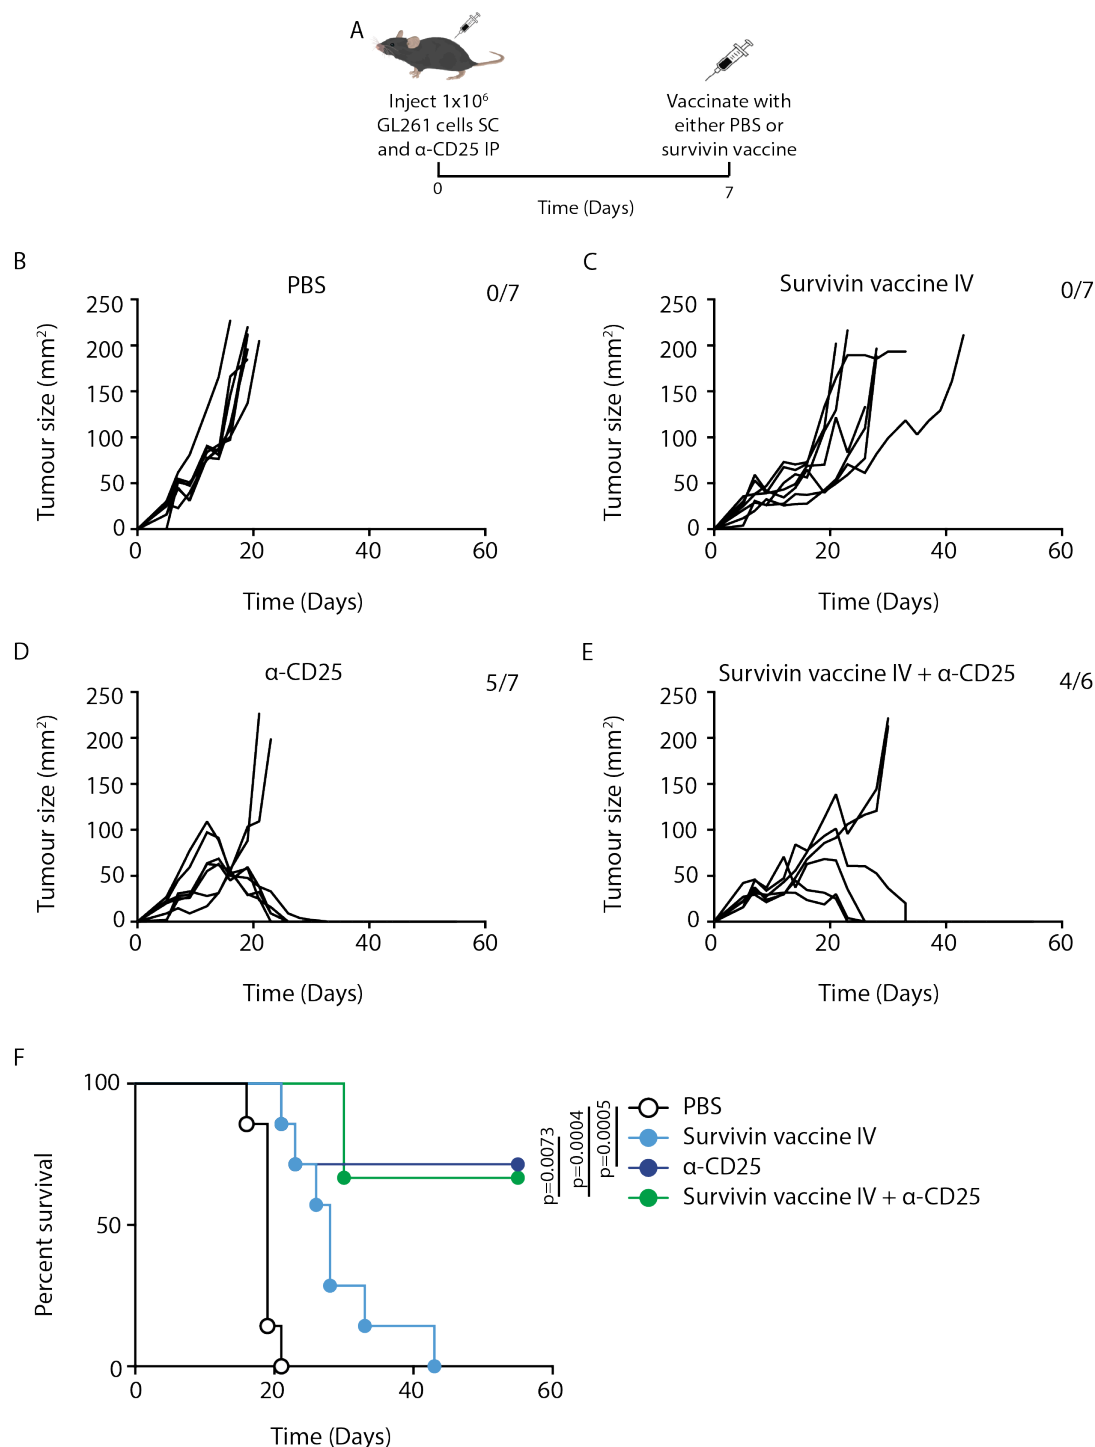 A
Inject 1x10⁶
GL261 cells SC
and α-CD25 IP
Vaccinate with
either PBS or
survivin vaccine
0
7
Time (Days)
B
PBS
0/7
Tumour size (mm²)
250
200
150
100
50
0
0 20 40 60
Time (Days)
C
Survivin vaccine IV
0/7
Tumour size (mm²)
250
200
150
100
50
0
0 20 40 60
Time (Days)
D
α-CD25
5/7
Tumour size (mm²)
250
200
150
100
50
0
0 20 40 60
Time (Days)
E
Survivin vaccine IV + α-CD25
4/6
Tumour size (mm²)
250
200
150
100
50
0
0 20 40 60
Time (Days)
F
Percent survival
100
50
0
0 20 40 60
Time (Days)
p=0.0073
p=0.0004
p=0.0005
PBS
Survivin vaccine IV
α-CD25
Survivin vaccine IV + α-CD25